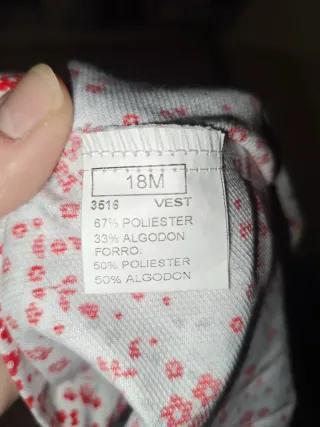 18M
3516 VEST
67% POLIESTER
33% ALGODON
FORRO:
50% POLIESTER
50% ALGODON